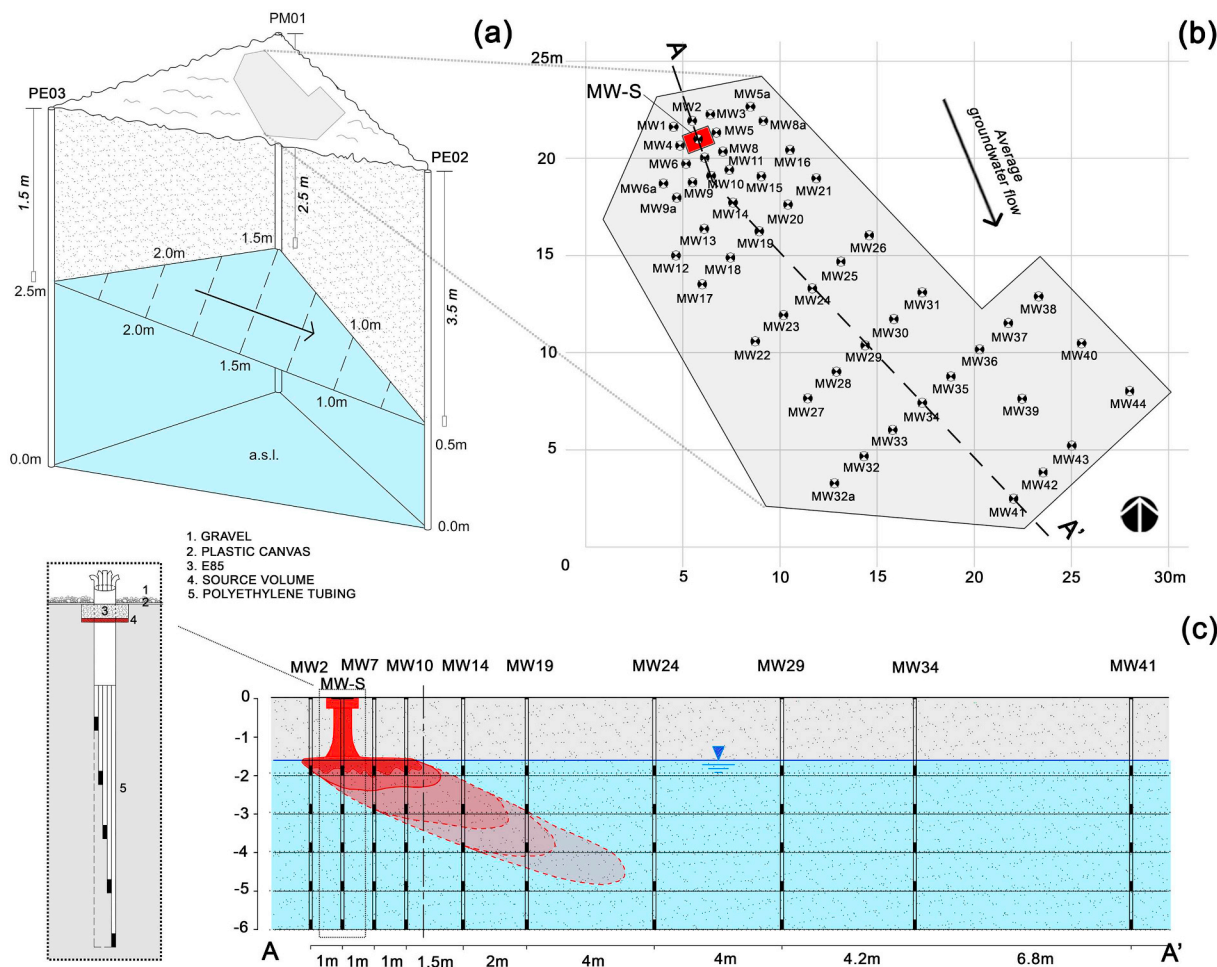 (a)
PM01
PE03
PE02
1.5 m
2.5 m
3.5 m
1.5m
2.0m
2.5m
2.0m
1.5m
1.0m
1.0m
0.5m
0.0m
a.s.l.
0.0m
(b)
25m
20
15
10
5
0
5
10
15
20
25
30m
A
MW-S
MW5a
MW2
MW3
MW8a
MW1
MW5
MW4
MW8
MW6
MW11
MW16
MW6a
MW9
MW10
MW15
MW21
MW9a
MW14
MW20
MW13
MW19
MW26
MW12
MW18
MW25
MW17
MW24
MW31
MW38
MW23
MW30
MW37
MW22
MW29
MW36
MW40
MW28
MW35
MW27
MW34
MW39
MW44
MW33
MW32
MW43
MW32a
MW42
MW41
A'
Average
groundwater flow
1. GRAVEL
2. PLASTIC CANVAS
3. E85
4. SOURCE VOLUME
5. POLYETHYLENE TUBING
1
2
3
4
5
(c)
MW2
MW7
MW10
MW14
MW19
MW24
MW29
MW34
MW41
MW-S
0
-1
-2
-3
-4
-5
-6
A
1m
1m
1m
1.5m
2m
4m
4m
4.2m
6.8m
A'